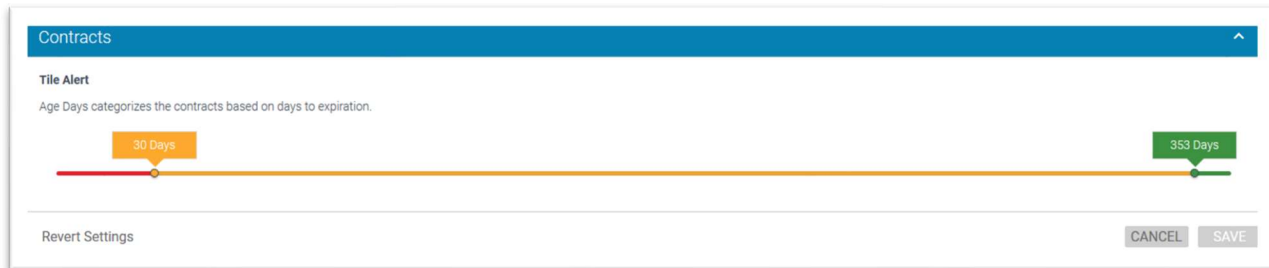 Contracts
Tile Alert
Age Days categorizes the contracts based on days to expiration.
30 Days
353 Days
Revert Settings
CANCEL
SAVE